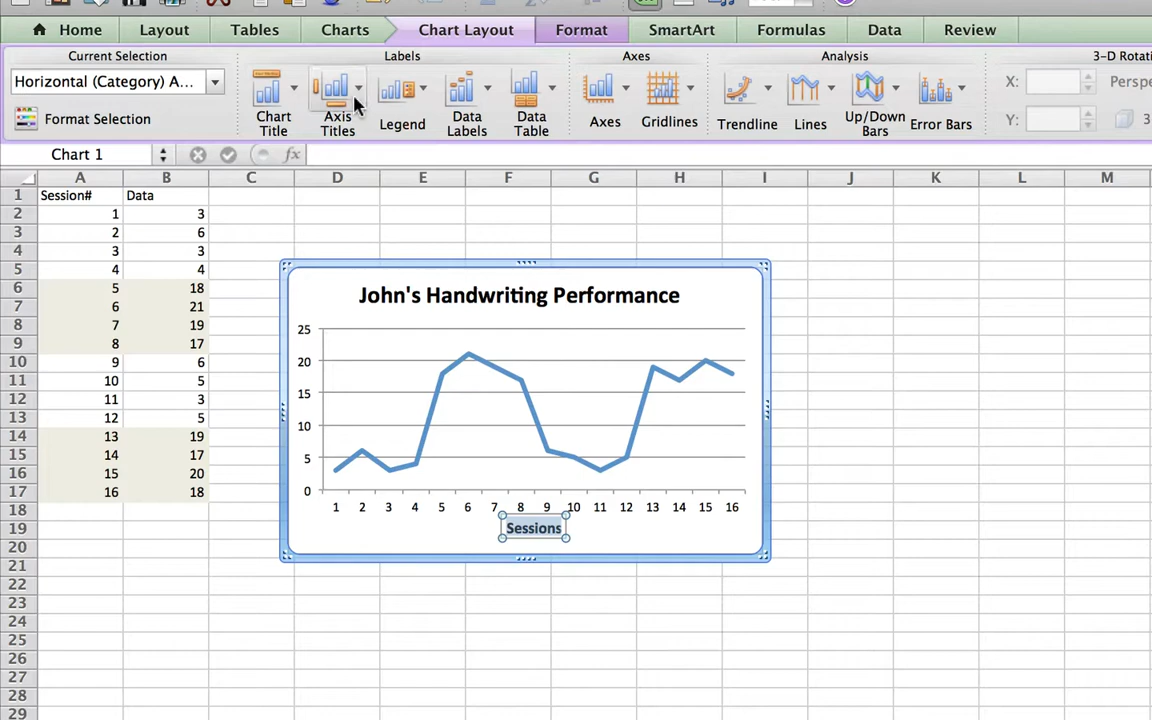 Home Layout Tables Charts Chart Layout Format SmartArt Formulas Data Review
Current Selection Labels Axes Analysis 3-D Rotati
Horizontal (Category) A...
Format Selection
Chart Title
Axis Titles
Legend
Data Labels
Data Table
Axes
Gridlines
Trendline
Lines
Up/Down Bars
Error Bars
X: Perspe
Y: 3
Chart 1 fx
A B C D E F G H I J K L M
1 Session# Data
2 1 3
3 2 6
4 3 3
5 4 4
6 5 18
7 6 21
8 7 19
9 8 17
10 9 6
11 10 5
12 11 3
13 12 5
14 13 19
15 14 17
16 15 20
17 16 18
18
19
20
21
22
23
24
25
26
27
28
29
John's Handwriting Performance
25
20
15
10
5
0
1 2 3 4 5 6 7 8 9 10 11 12 13 14 15 16
Sessions